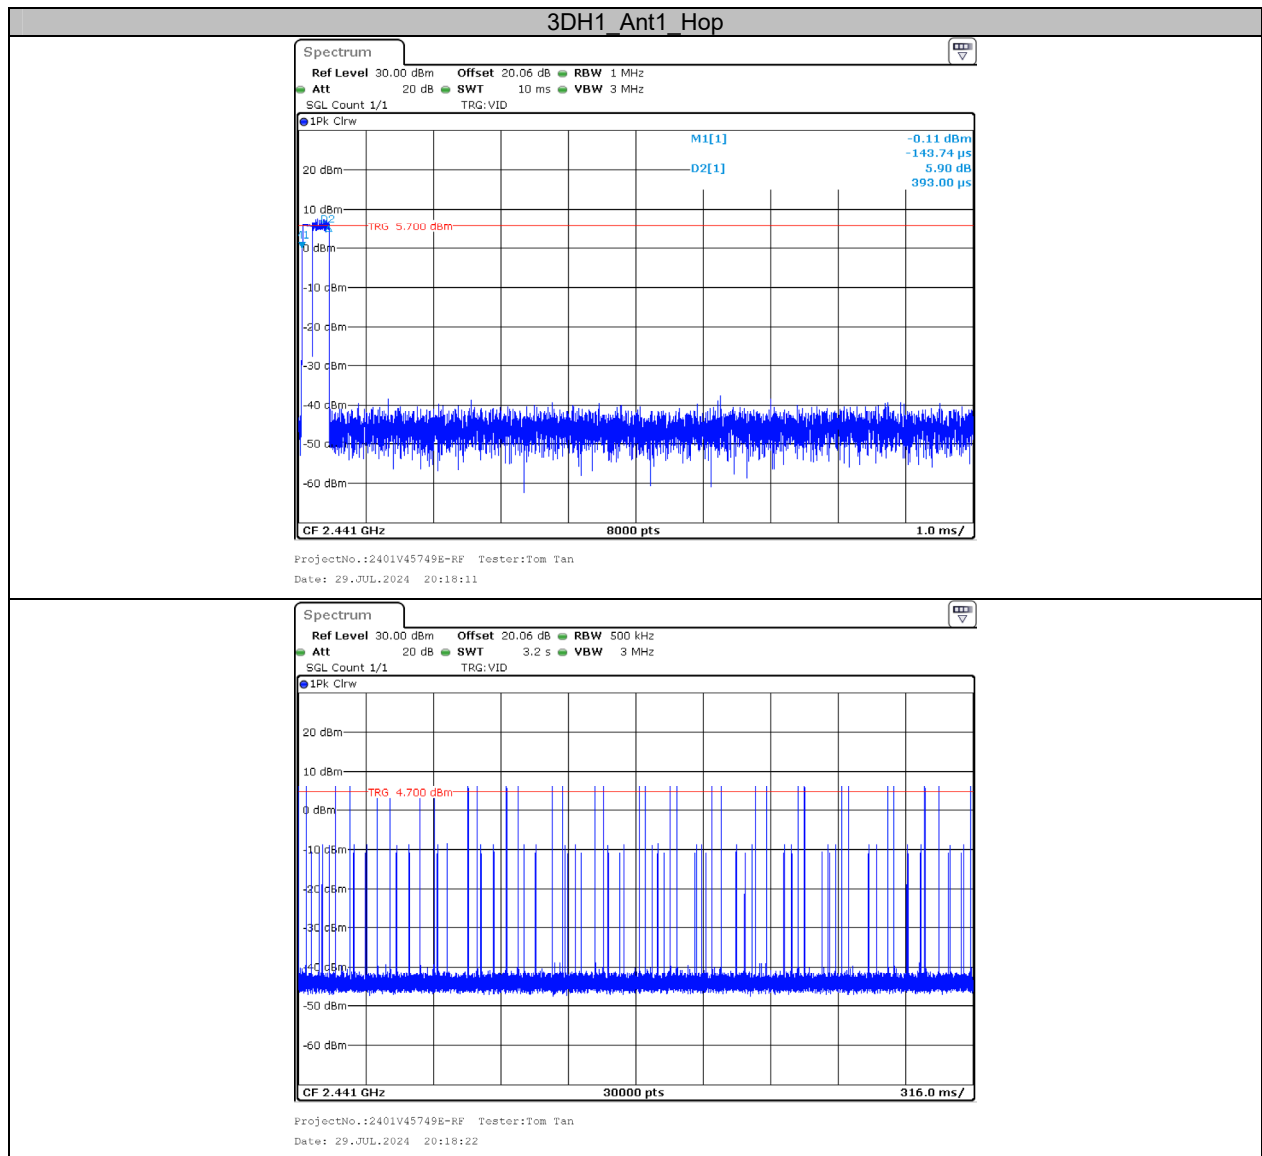 3DH1_Ant1_Hop
Spectrum
Ref Level 30.00 dBm Offset 20.06 dB RBW 1 MHz
Att 20 dB SWT 10 ms VBW 3 MHz
SGL Count 1/1 TRG:VID
1Pk Clrw
M1[1] -0.11 dBm
-143.74 µs
D2[1] 5.90 dB
393.00 µs
20 dBm
10 dBm
D2
TRG 5.700 dBm
0 dBm
-10 dBm
-20 dBm
-30 dBm
-40 dBm
-50 dBm
-60 dBm
CF 2.441 GHz 8000 pts 1.0 ms/
ProjectNo.:2401V45749E-RF Tester:Tom Tan
Date: 29.JUL.2024 20:18:11
Spectrum
Ref Level 30.00 dBm Offset 20.06 dB RBW 500 kHz
Att 20 dB SWT 3.2 s VBW 3 MHz
SGL Count 1/1 TRG:VID
1Pk Clrw
20 dBm
10 dBm
TRG 4.700 dBm
0 dBm
-10 dBm
-20 dBm
-30 dBm
-40 dBm
-50 dBm
-60 dBm
CF 2.441 GHz 30000 pts 316.0 ms/
ProjectNo.:2401V45749E-RF Tester:Tom Tan
Date: 29.JUL.2024 20:18:22